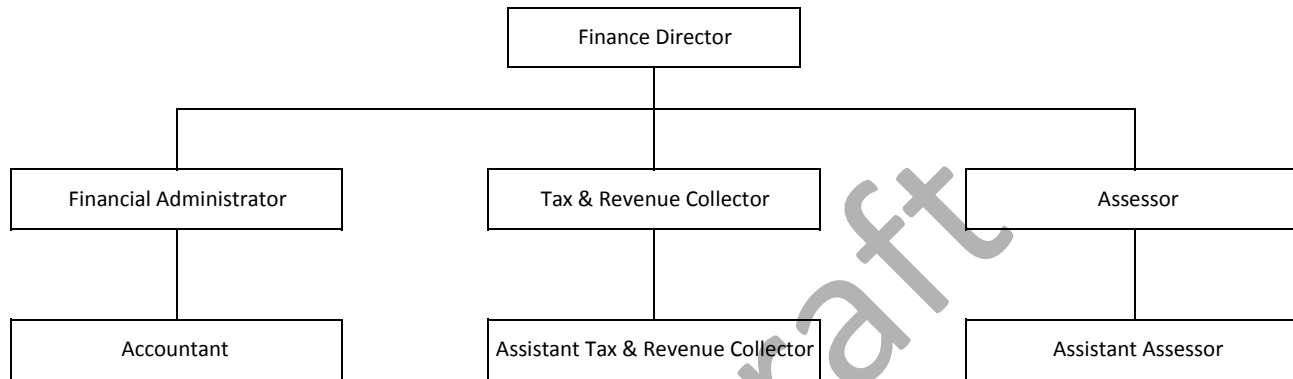 Finance Director
Financial Administrator
Tax & Revenue Collector
Assessor
Accountant
Assistant Tax & Revenue Collector
Assistant Assessor